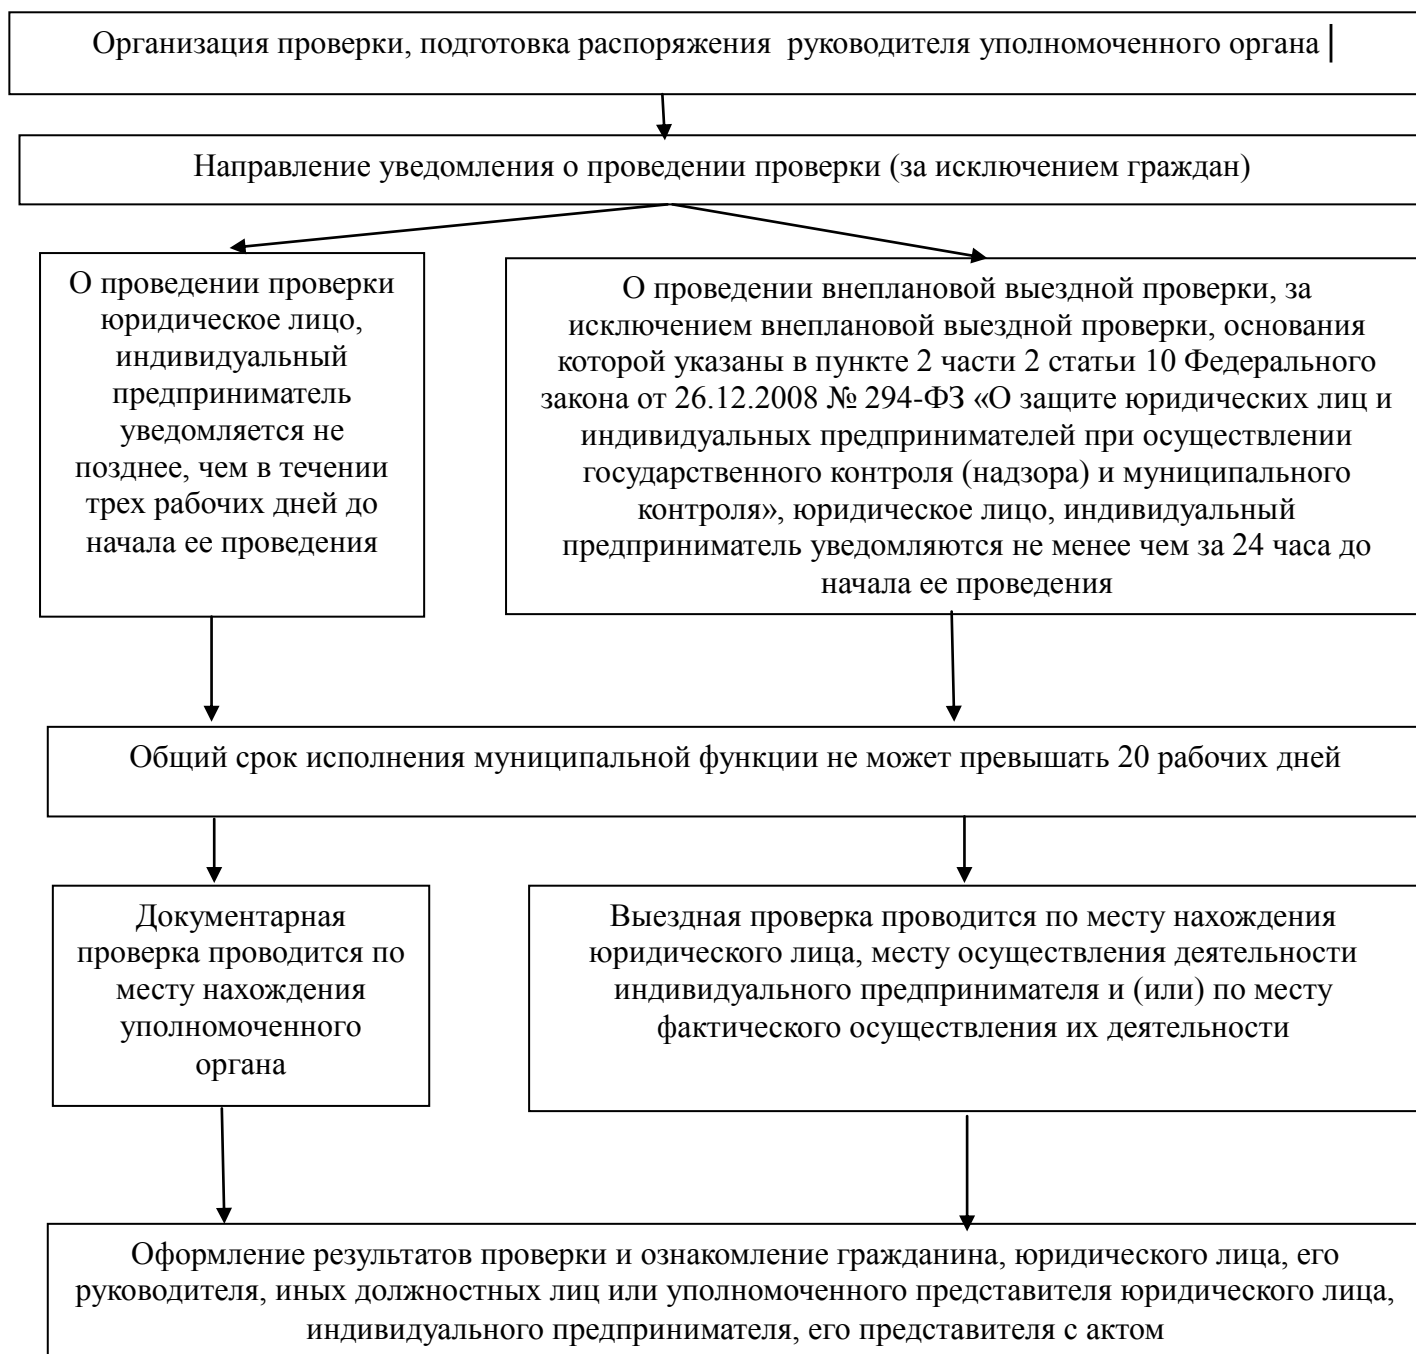 Организация проверки, подготовка распоряжения руководителя уполномоченного органа
Направление уведомления о проведении проверки (за исключением граждан)
О проведении проверки
юридическое лицо,
индивидуальный
предприниматель
уведомляется не
позднее, чем в течении
трех рабочих дней до
начала ее проведения
О проведении внеплановой выездной проверки, за
исключением внеплановой выездной проверки, основания
которой указаны в пункте 2 части 2 статьи 10 Федерального
закона от 26.12.2008 № 294-ФЗ «О защите юридических лиц и
индивидуальных предпринимателей при осуществлении
государственного контроля (надзора) и муниципального
контроля», юридическое лицо, индивидуальный
предприниматель уведомляются не менее чем за 24 часа до
начала ее проведения
Общий срок исполнения муниципальной функции не может превышать 20 рабочих дней
Документарная
проверка проводится по
месту нахождения
уполномоченного
органа
Выездная проверка проводится по месту нахождения
юридического лица, месту осуществления деятельности
индивидуального предпринимателя и (или) по месту
фактического осуществления их деятельности
Оформление результатов проверки и ознакомление гражданина, юридического лица, его
руководителя, иных должностных лиц или уполномоченного представителя юридического лица,
индивидуального предпринимателя, его представителя с актом